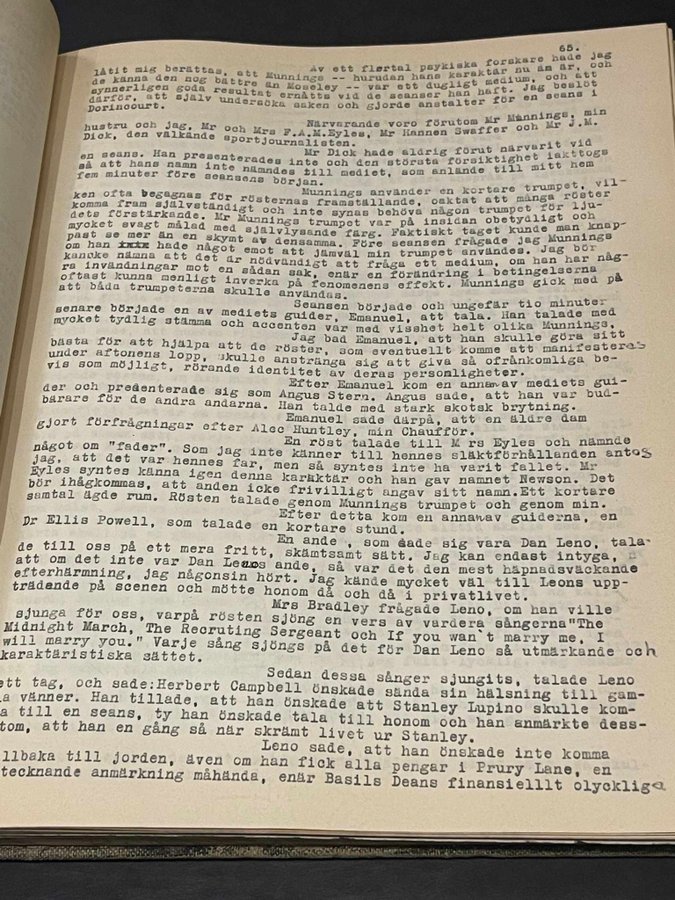 65.
Av ett flertal psykiska forskare hade jag
låtit mig berättas, att Munnings -- hurudan hans karaktär nu än är, och
de kände den nog bättre än Moseley -- var ett dugligt medium, och att
synnerligen goda resultat ernåtts vid de seanser han haft. Jag beslöt
därför, att själv undersöka saken och gjorde anstalter för en seans i
Dorincourt.
Närvarande voro förutom Mr Munnings, min
hustru och jag, Mr och Mrs F.A.M.Eyles, Mr Hannen Swaffer och Mr J.M.
Dick, den välkände sportjournalisten.
Mr Dick hade aldrig förut närvarit vid
en seans. Han presenterades inte och den största försiktighet iakttogs
så att hans namn inte nämndes till mediet, som anlände till mitt hem
fem minuter före seansens början.
Munnings använder en kortare trumpet, vil-
ken ofta begagnas för rösternas framställande, oaktat att många röster
komma fram självständigt och inte synas behöva någon trumpet för lju-
dets förstärkande. Mr Munnings trumpet var på insidan obetydligt och
mycket svagt målad med självlysande färg. Faktiskt taget kunde man knap-
past se mer än en skymt av densamma. Före seansen frågade jag Munnings
om han xxxx hade något emot att jämväl min trumpet användes. Jag bör
kanske nämna att det är nödvändigt att fråga ett medium, om han har någ-
ra invändningar mot en sådan sak, enär en förändring i betingelserna
oftast kunna menligt inverka på fenomenens effekt. Munnings gick med på
att båda trumpeterna skulle användas.
Seansen började och ungefär tio minuter
senare började en av mediets guider, Emanuel, att tala. Han talade med
mycket tydlig stämma och accenten var med visshet helt olika Munnings.
Jag bad Emanuel, att han skulle göra sitt
bästa för att hjälpa att de röster, som eventuellt komme att manifesteras
under aftonens lopp, skulle anstränga sig att giva så ofrånkomliga be-
vis som möjligt, rörande identitet av deras personligheter.
Efter Emanuel kom en annan av mediets gui-
der och presenterade sig som Angus Stern. Angus sade, att han var bud-
bärare för de andra andarna. Han talde med stark skotsk brytning.
Emanuel sade därpå, att en äldre dam
gjort förfrågningar efter Alec Huntley, min Chaufför.
En röst talade till M rs Eyles och nämnde
något om "fader". Som jag inte känner till hennes släktförhållanden antog
jag, att det var hennes far, men så syntes inte ha varit fallet. Mr
Eyles syntes känna igen denna karaktär och han gav namnet Newson. Det
bör ihågkommas, att anden icke frivilligt angav sitt namn.Ett kortare
samtal ägde rum. Rösten talade genom Munnings trumpet och genom min.
Efter detta kom en annan av guiderna, en
Dr Ellis Powell, som talade en kortare stund.
En ande , som sade sig vara Dan Leno, tala-
de till oss på ett mera fritt, skämtsamt sätt. Jag kan endast intyga,
att om det inte var Dan Lenos ande, så var det den mest häpnadsväckande
efterhärmning, jag någonsin hört. Jag kände mycket väl till Leons upp-
trädande på scenen och mötte honom då och då i privatlivet.
Mrs Bradley frågade Leno, om han ville
sjunga för oss, varpå rösten sjöng en vers av vardera sångerna"The
Midnight March, The Recruting Sergeant och If you wan`t marry me, I
will marry you." Varje sång sjöngs på det för Dan Leno så utmärkande och
karaktäristiska sättet.
Sedan dessa sånger sjungits, talade Leno
ett tag, och sade:Herbert Campbell önskade sända sin hälsning till gam-
la vänner. Han tillade, att han önskade att Stanley Lupino skulle kom-
a till en seans, ty han önskade tala till honom och han anmärkte dess-
tom, att han en gång så när skrämt livet ur Stanley.
Leno sade, att han önskade inte komma
llbaka till jorden, även om han fick alla pengar i Prury Lane, en
tecknande anmärkning måhända, enär Basils Deans finansiellt olyckliga